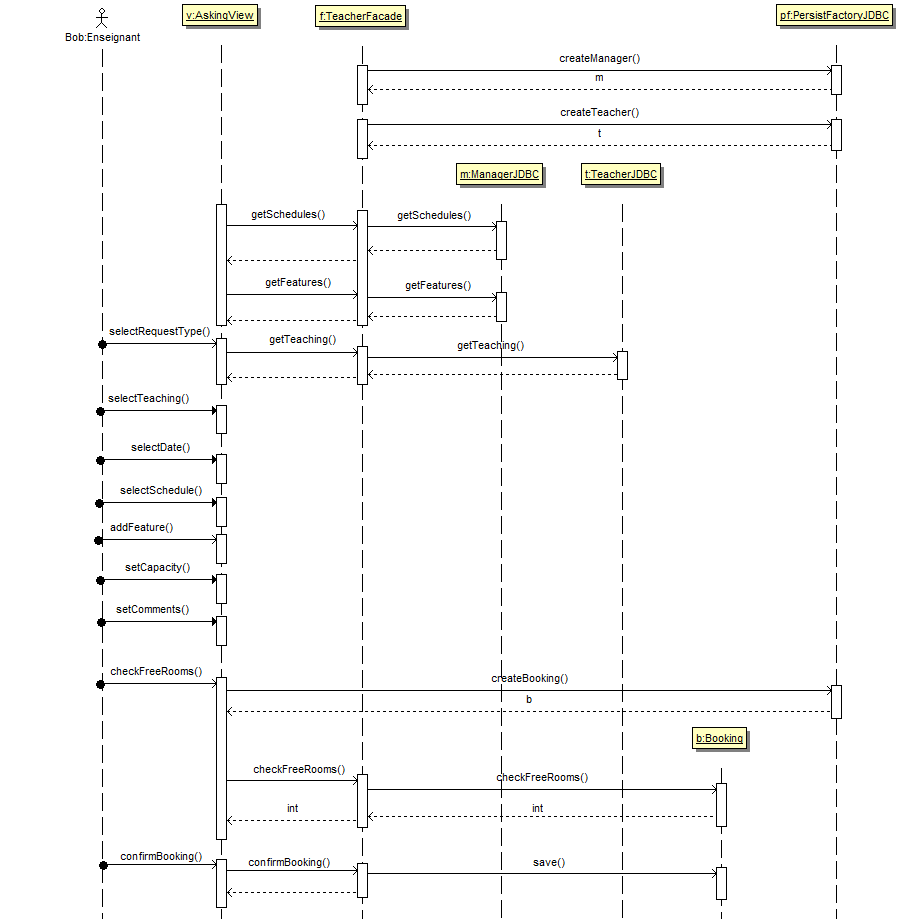 v:AskingView
f:TeacherFacade
pf:PersistFactoryJDBC
Bob:Enseignant
createManager()
m
createTeacher()
t
m:ManagerJDBC
t:TeacherJDBC
getSchedules()
getSchedules()
getFeatures()
getFeatures()
selectRequestType()
getTeaching()
getTeaching()
selectTeaching()
selectDate()
selectSchedule()
addFeature()
setCapacity()
setComments()
checkFreeRooms()
createBooking()
b
b:Booking
checkFreeRooms()
checkFreeRooms()
int
int
confirmBooking()
confirmBooking()
save()